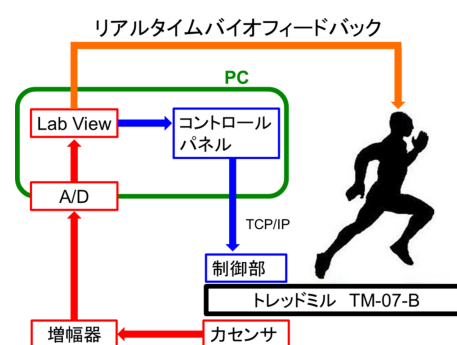 リアルタイムバイオフィードバック
PC
Lab View
コントロール
パネル
A/D
TCP/IP
制御部
トレッドミル TM-07-B
増幅器
力センサ